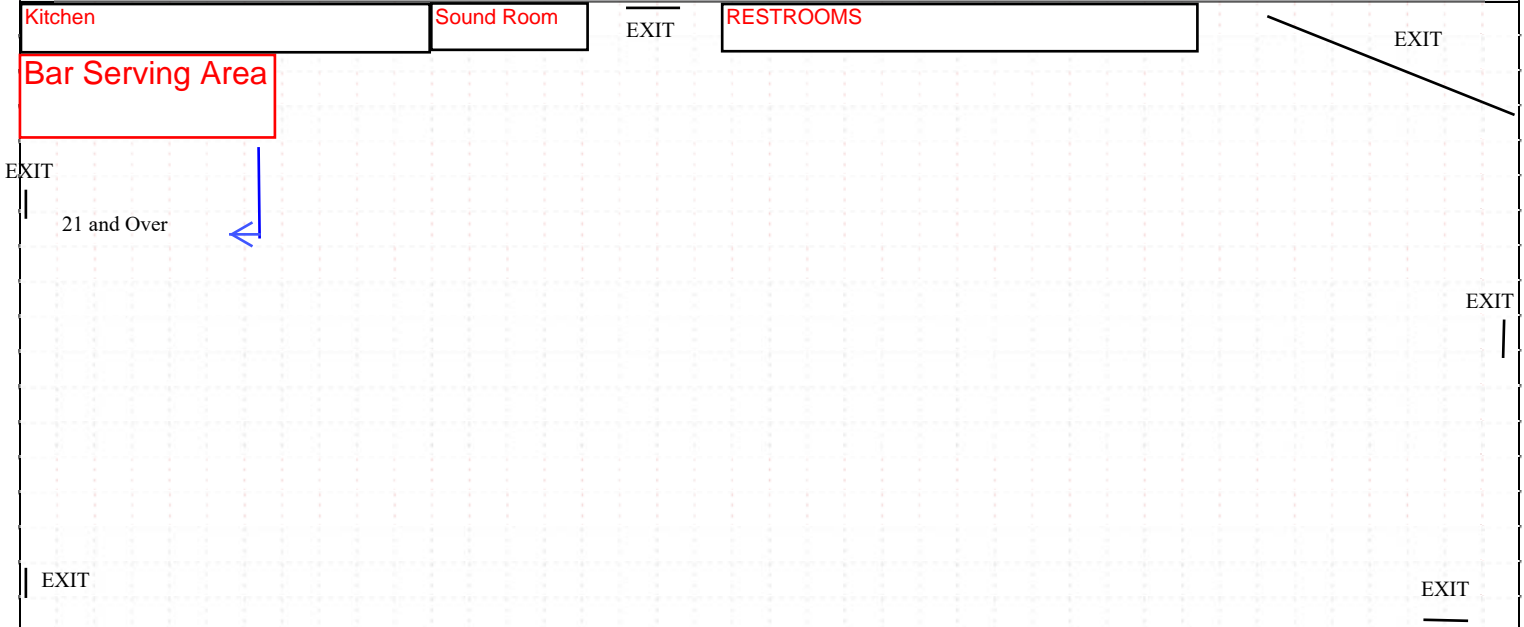 Kitchen
Sound Room
EXIT
RESTROOMS
EXIT
Bar Serving Area
EXIT
21 and Over
EXIT
EXIT
EXIT